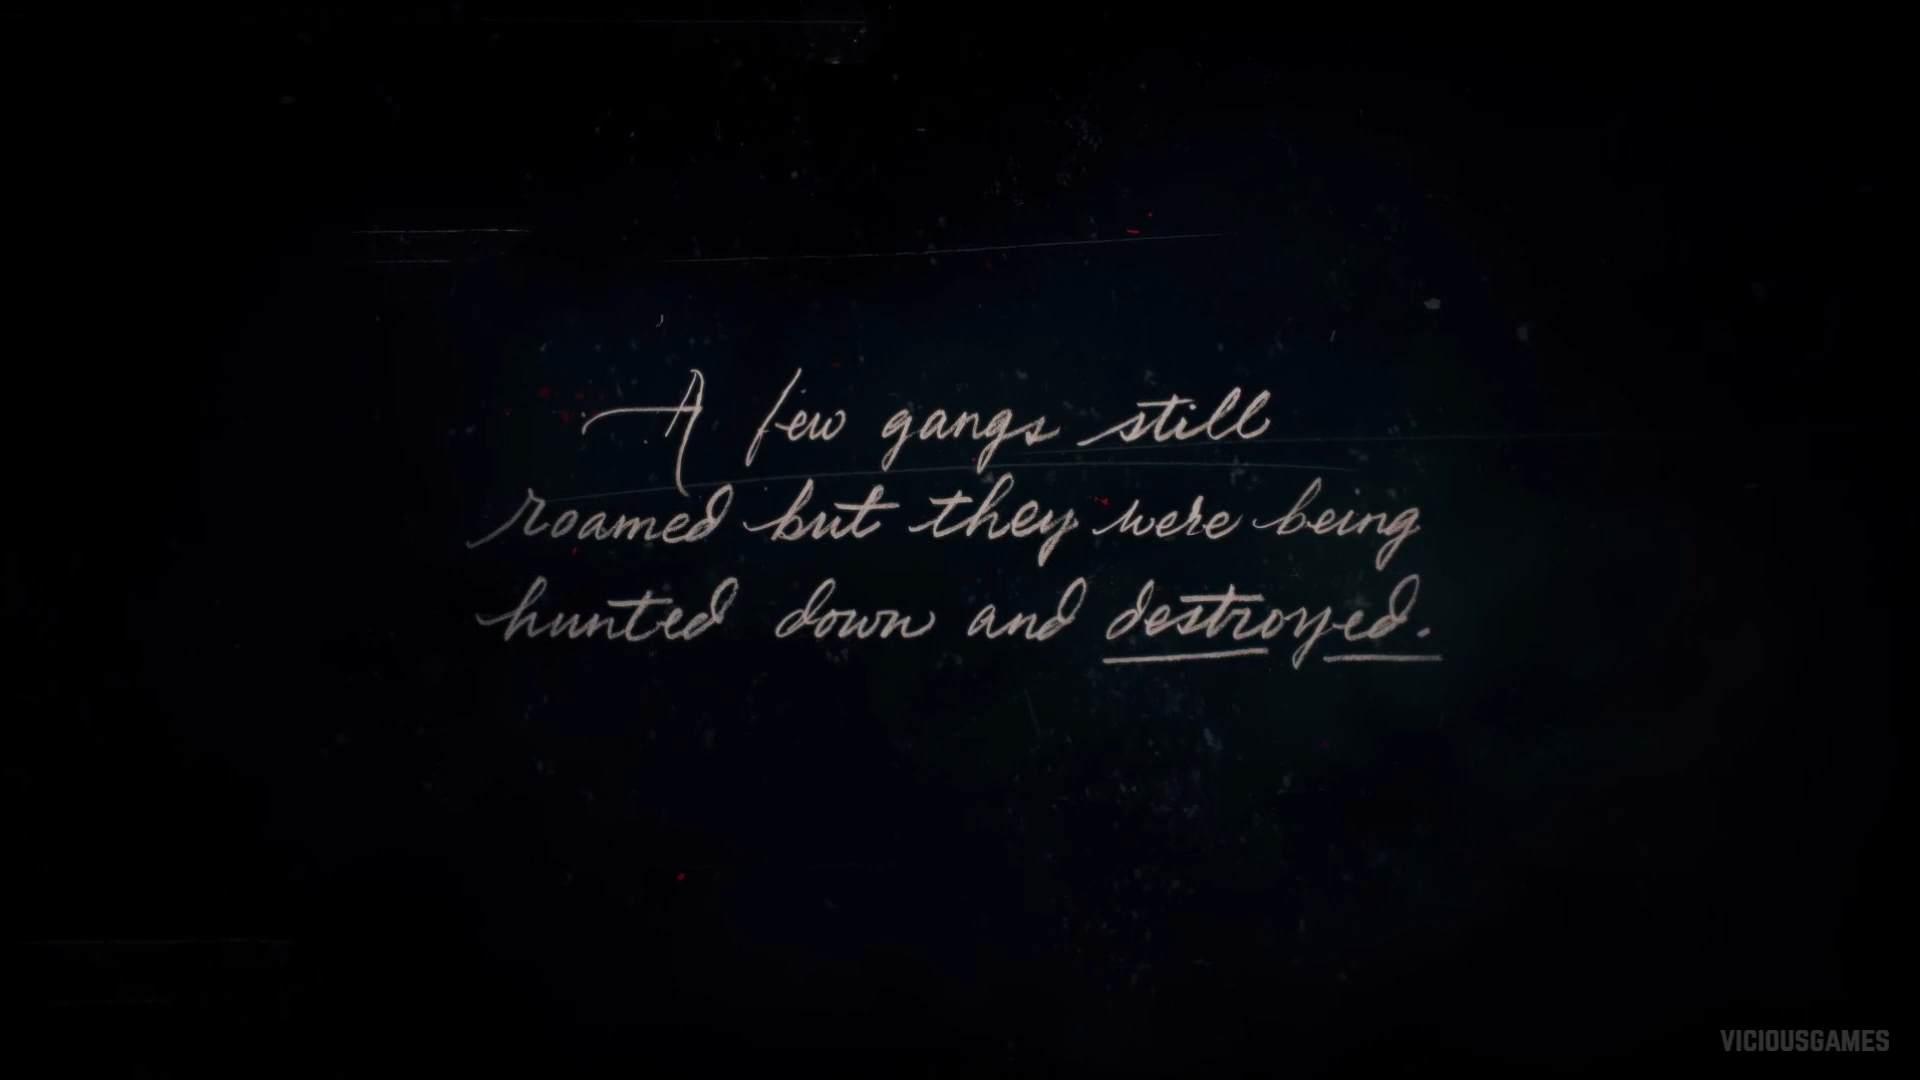 A few gangs still
roamed but they were being
hunted down and destroyed.
VICIOUSGAMES